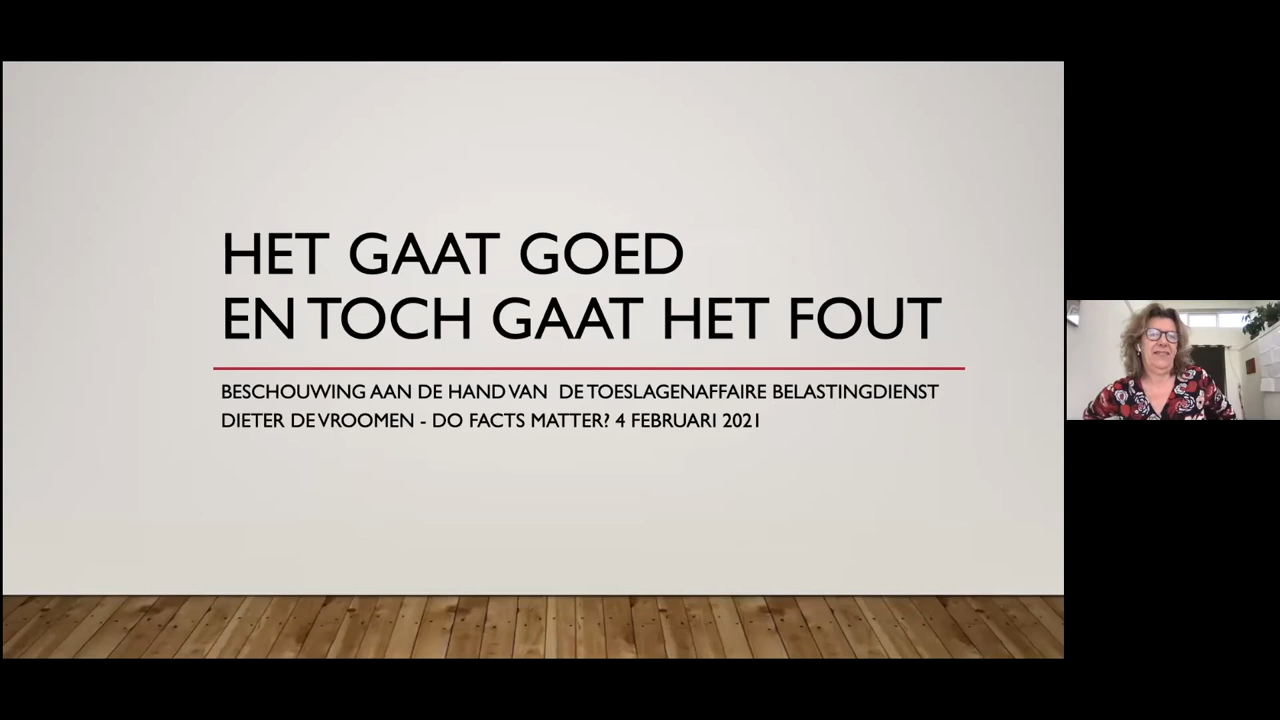 HET GAAT GOED
EN TOCH GAAT HET FOUT
BESCHOUWING AAN DE HAND VAN DE TOESLAGENAFFAIRE BELASTINGDIENST
DIETER DE VROOMEN - DO FACTS MATTER? 4 FEBRUARI 2021